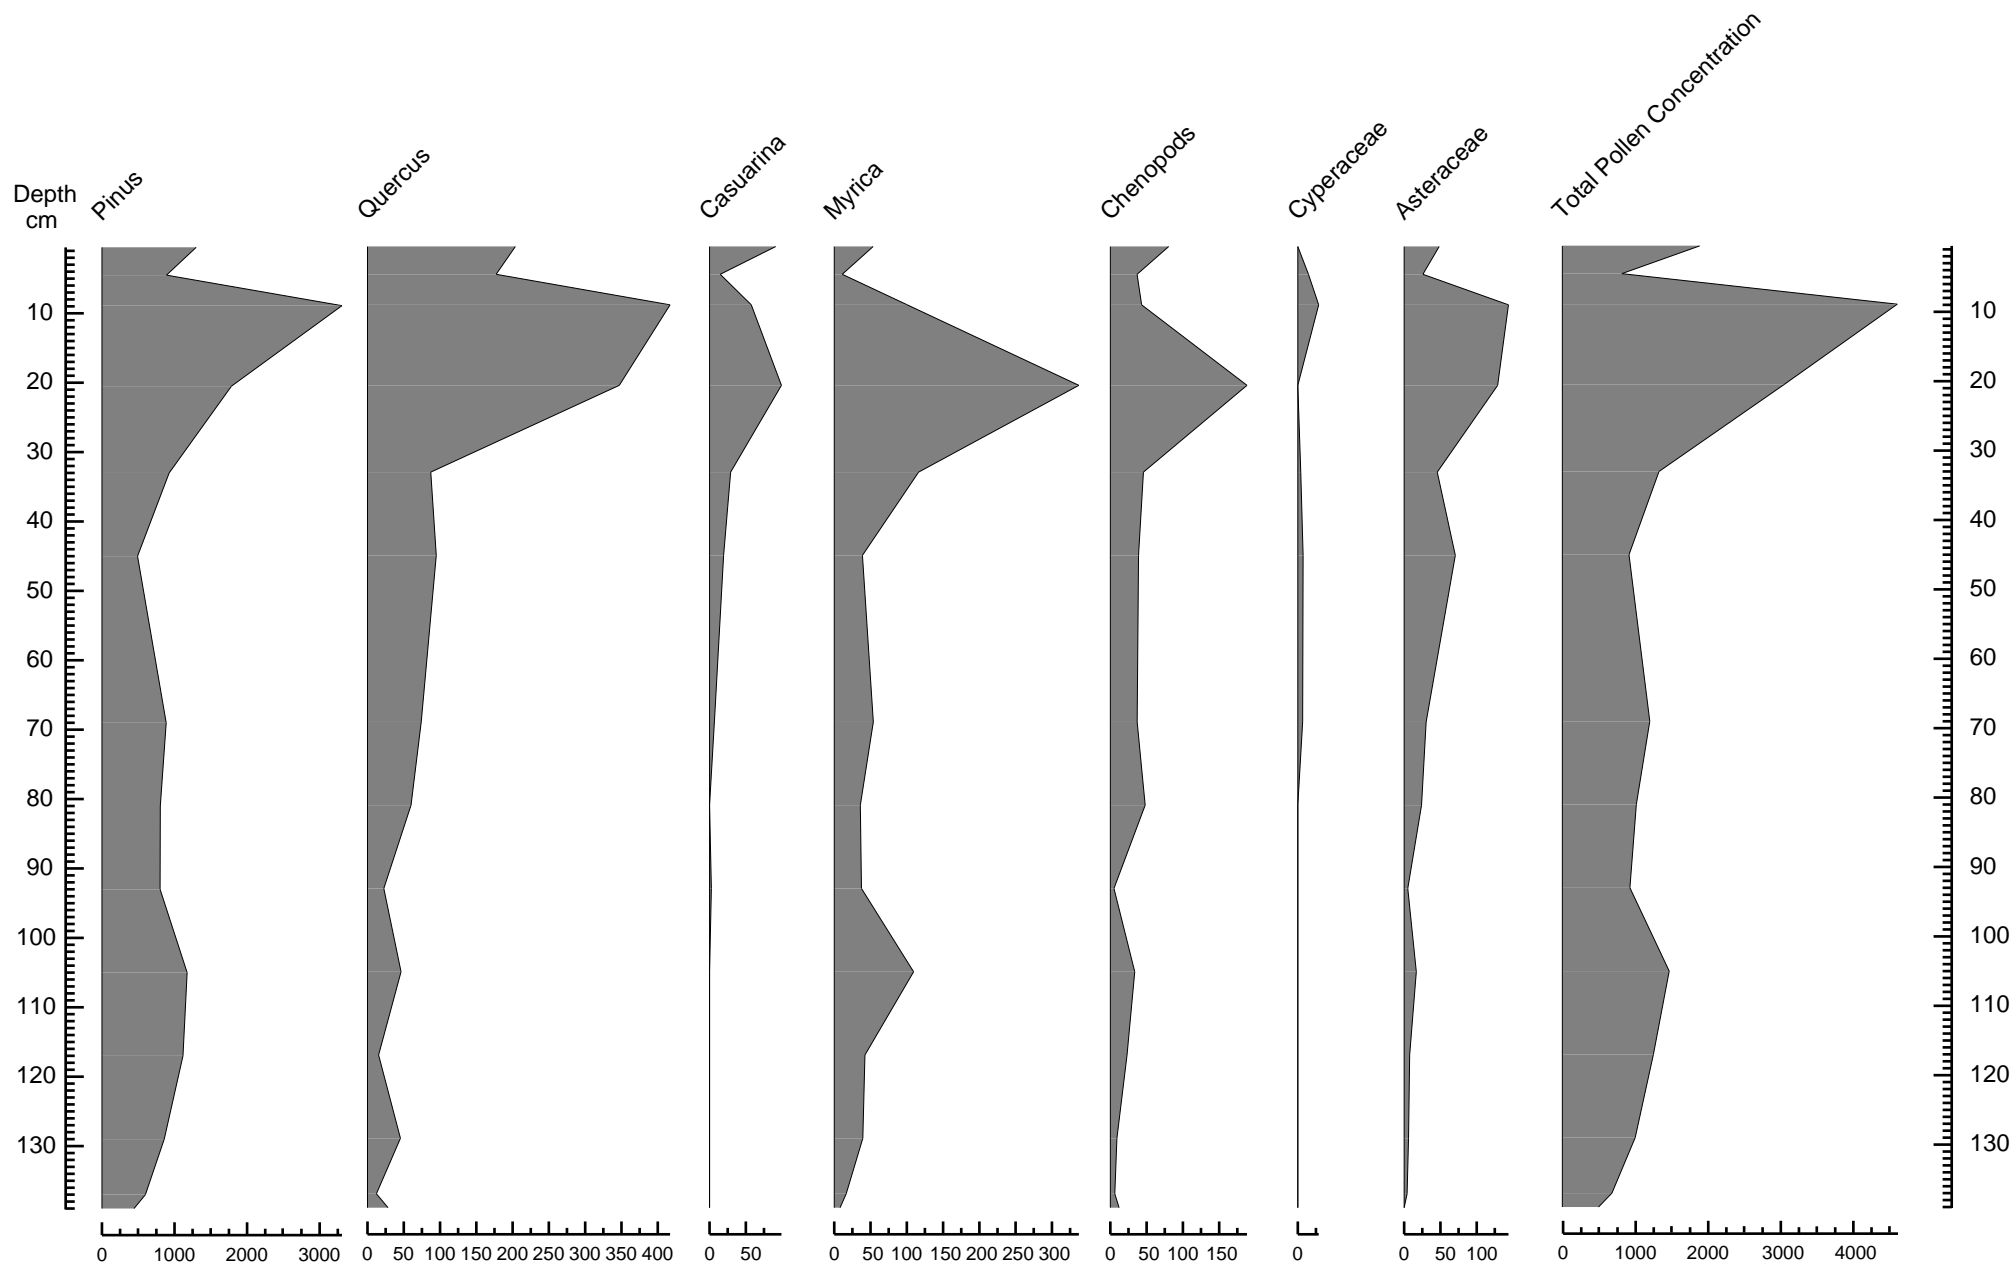 Depth
cm
Pinus
Quercus
Casuarina
Myrica
Chenopods
Cyperaceae
Asteraceae
Total Pollen Concentration
10
20
30
40
50
60
70
80
90
100
110
120
130
10
20
30
40
50
60
70
80
90
100
110
120
130
0 1000 2000 3000
0 50 100 150 200 250 300 350 400
0 50
0 50 100 150 200 250 300
0 50 100 150
0
0 50 100
0 1000 2000 3000 4000